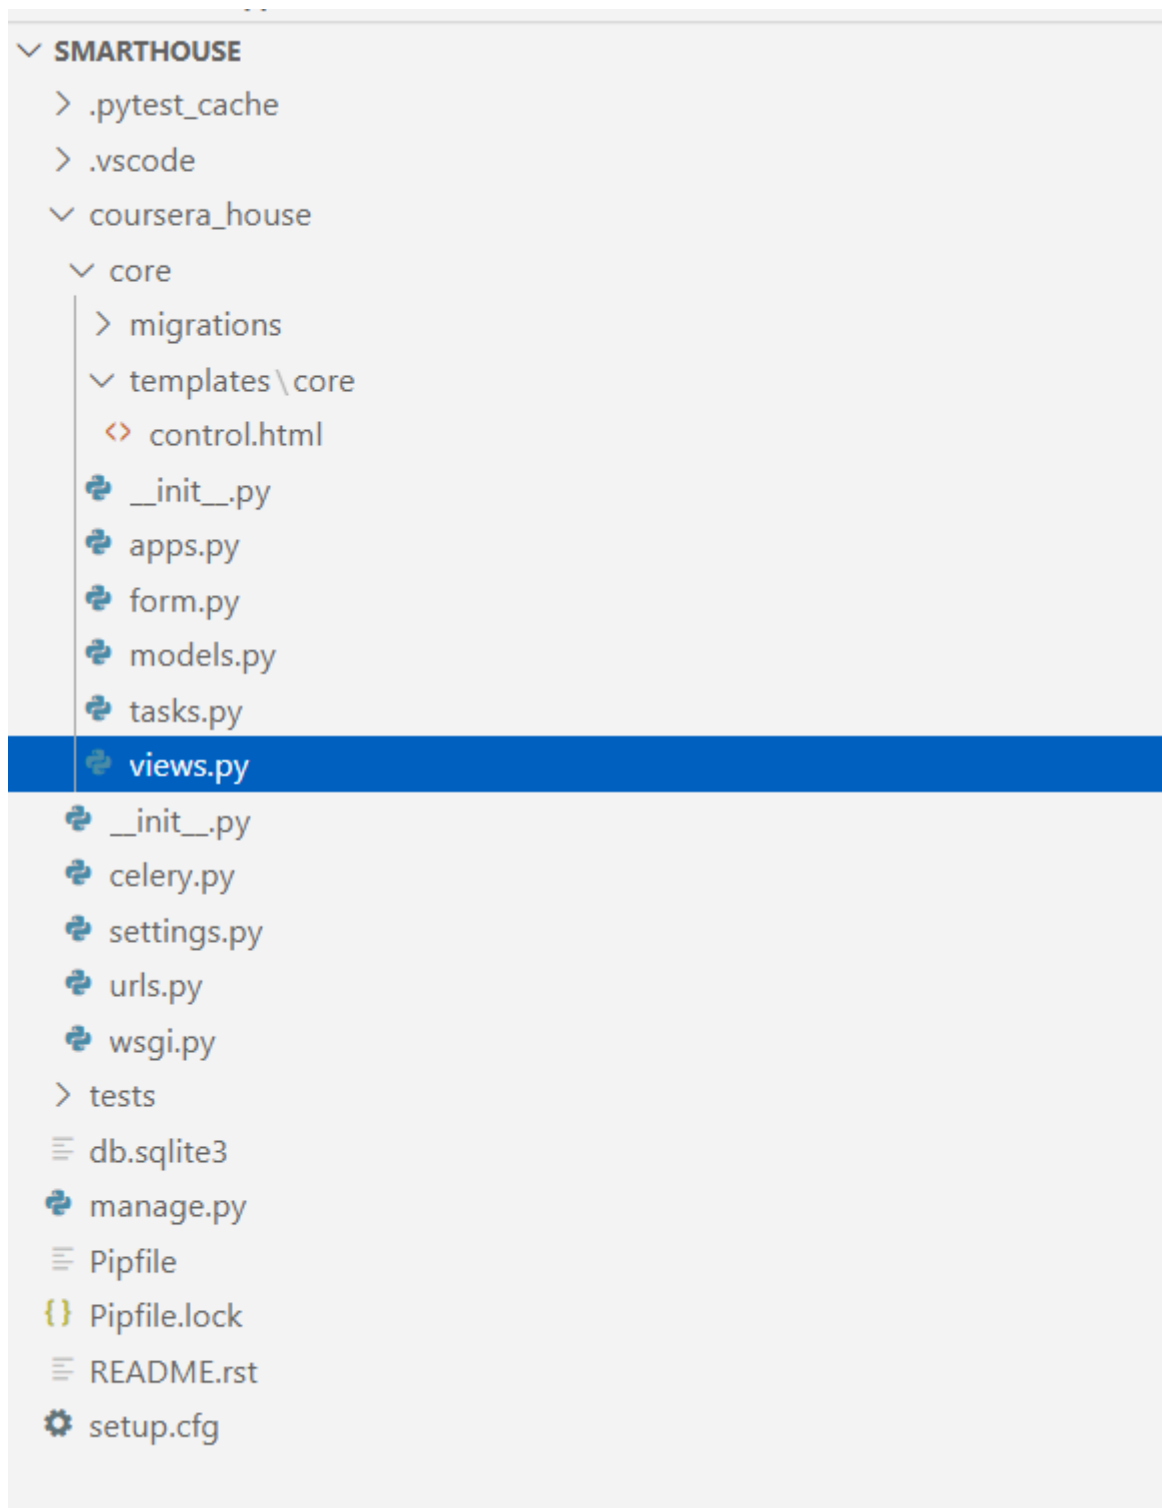 SMARTHOUSE
.pytest_cache
.vscode
coursera_house
core
migrations
templates\core
control.html
__init__.py
apps.py
form.py
models.py
tasks.py
views.py
__init__.py
celery.py
settings.py
urls.py
wsgi.py
tests
db.sqlite3
manage.py
Pipfile
Pipfile.lock
README.rst
setup.cfg